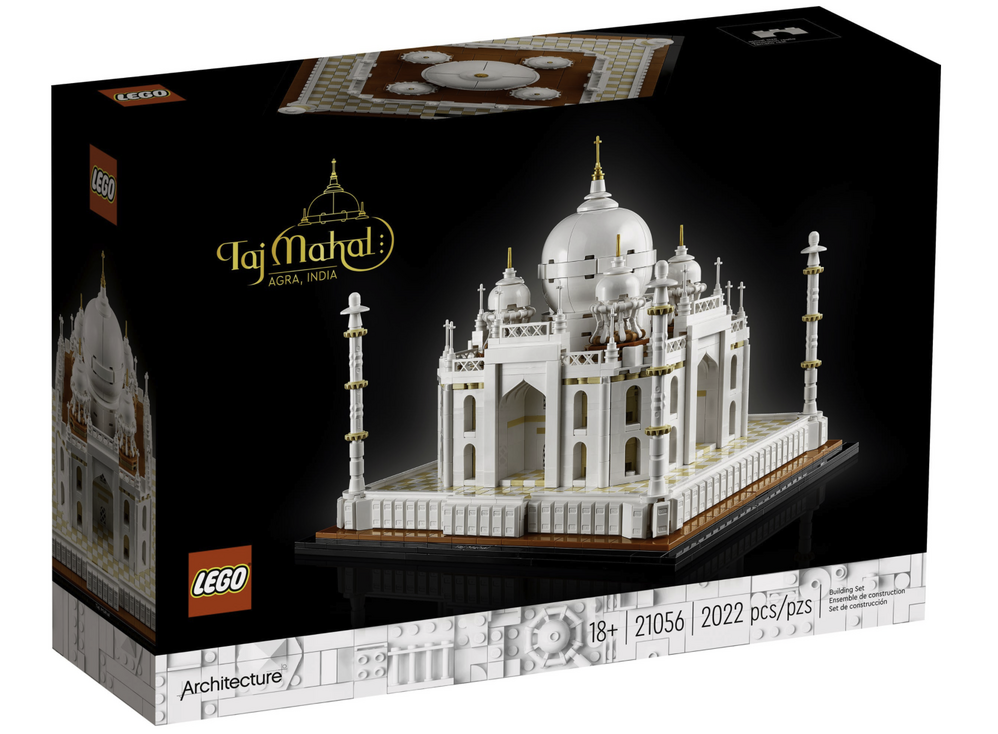 LEGO
LEGO
Taj Mahal
AGRA, INDIA
LEGO
18+ | 21056 | 2022 pcs/pzs
Building Set
Ensemble de construction
Set de construcción
Architecture